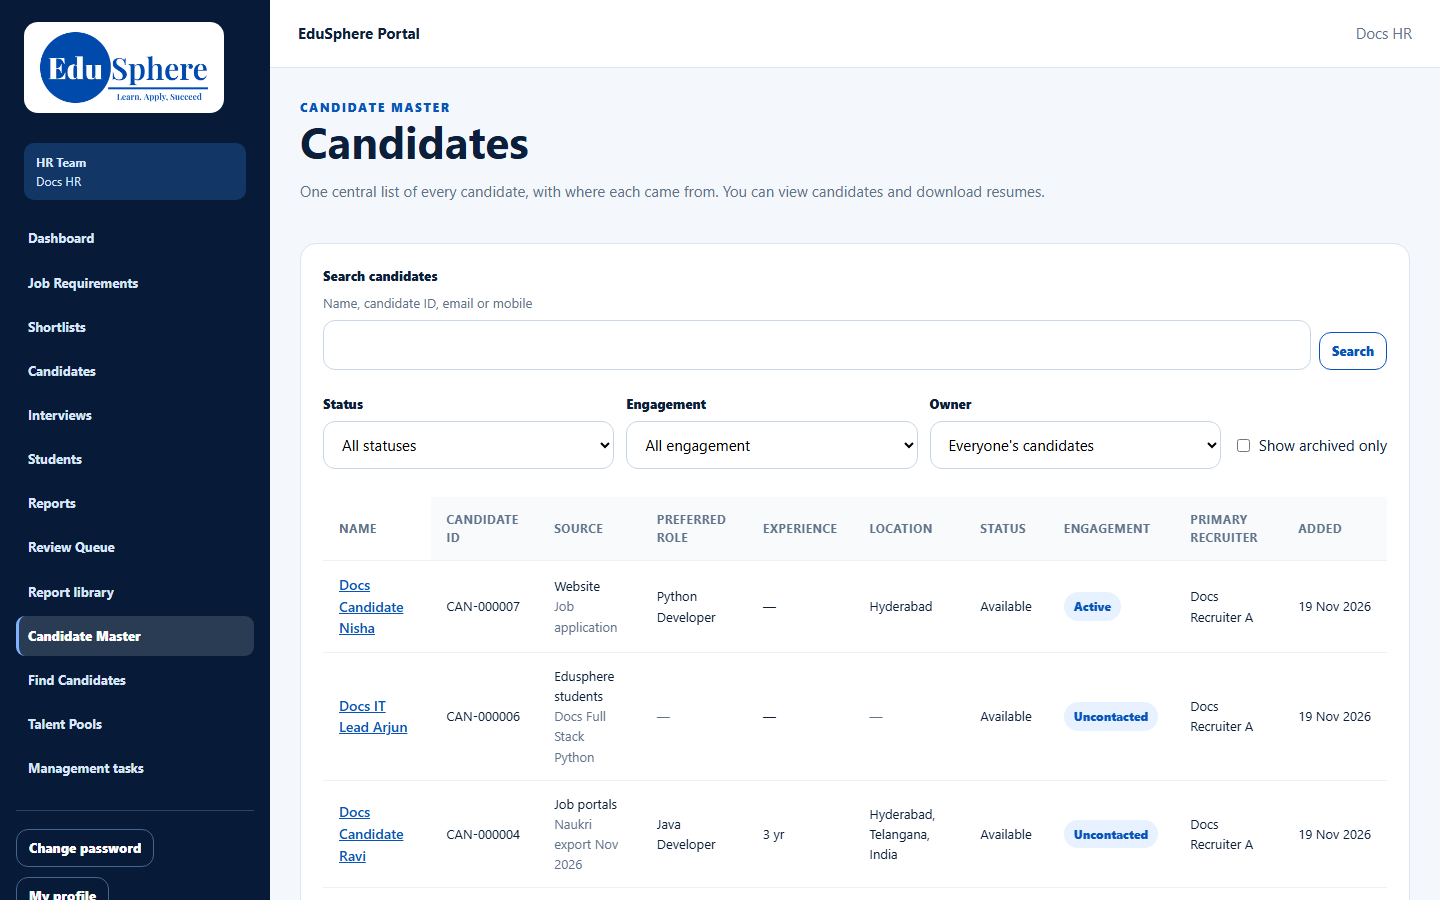 EduSphere
Learn. Apply, Succeed
HR Team
Docs HR
Dashboard
Job Requirements
Shortlists
Candidates
Interviews
Students
Reports
Review Queue
Report library
Candidate Master
Find Candidates
Talent Pools
Management tasks
Change password
My profile
EduSphere Portal
Docs HR
CANDIDATE MASTER
Candidates
One central list of every candidate, with where each came from. You can view candidates and download resumes.
Search candidates
Name, candidate ID, email or mobile
Search
Status
Engagement
Owner
All statuses
All engagement
Everyone's candidates
Show archived only
NAME
CANDIDATE
ID
SOURCE
PREFERRED
ROLE
EXPERIENCE
LOCATION
STATUS
ENGAGEMENT
PRIMARY
RECRUITER
ADDED
Docs
Candidate
Nisha
CAN-000007
Website
Job
application
Python
Developer
—
Hyderabad
Available
Active
Docs
Recruiter A
19 Nov 2026
Docs IT
Lead Arjun
CAN-000006
Edusphere
students
Docs Full
Stack
Python
—
—
—
Available
Uncontacted
Docs
Recruiter A
19 Nov 2026
Docs
Candidate
Ravi
CAN-000004
Job portals
Naukri
export Nov
2026
Java
Developer
3 yr
Hyderabad,
Telangana,
India
Available
Uncontacted
Docs
Recruiter A
19 Nov 2026